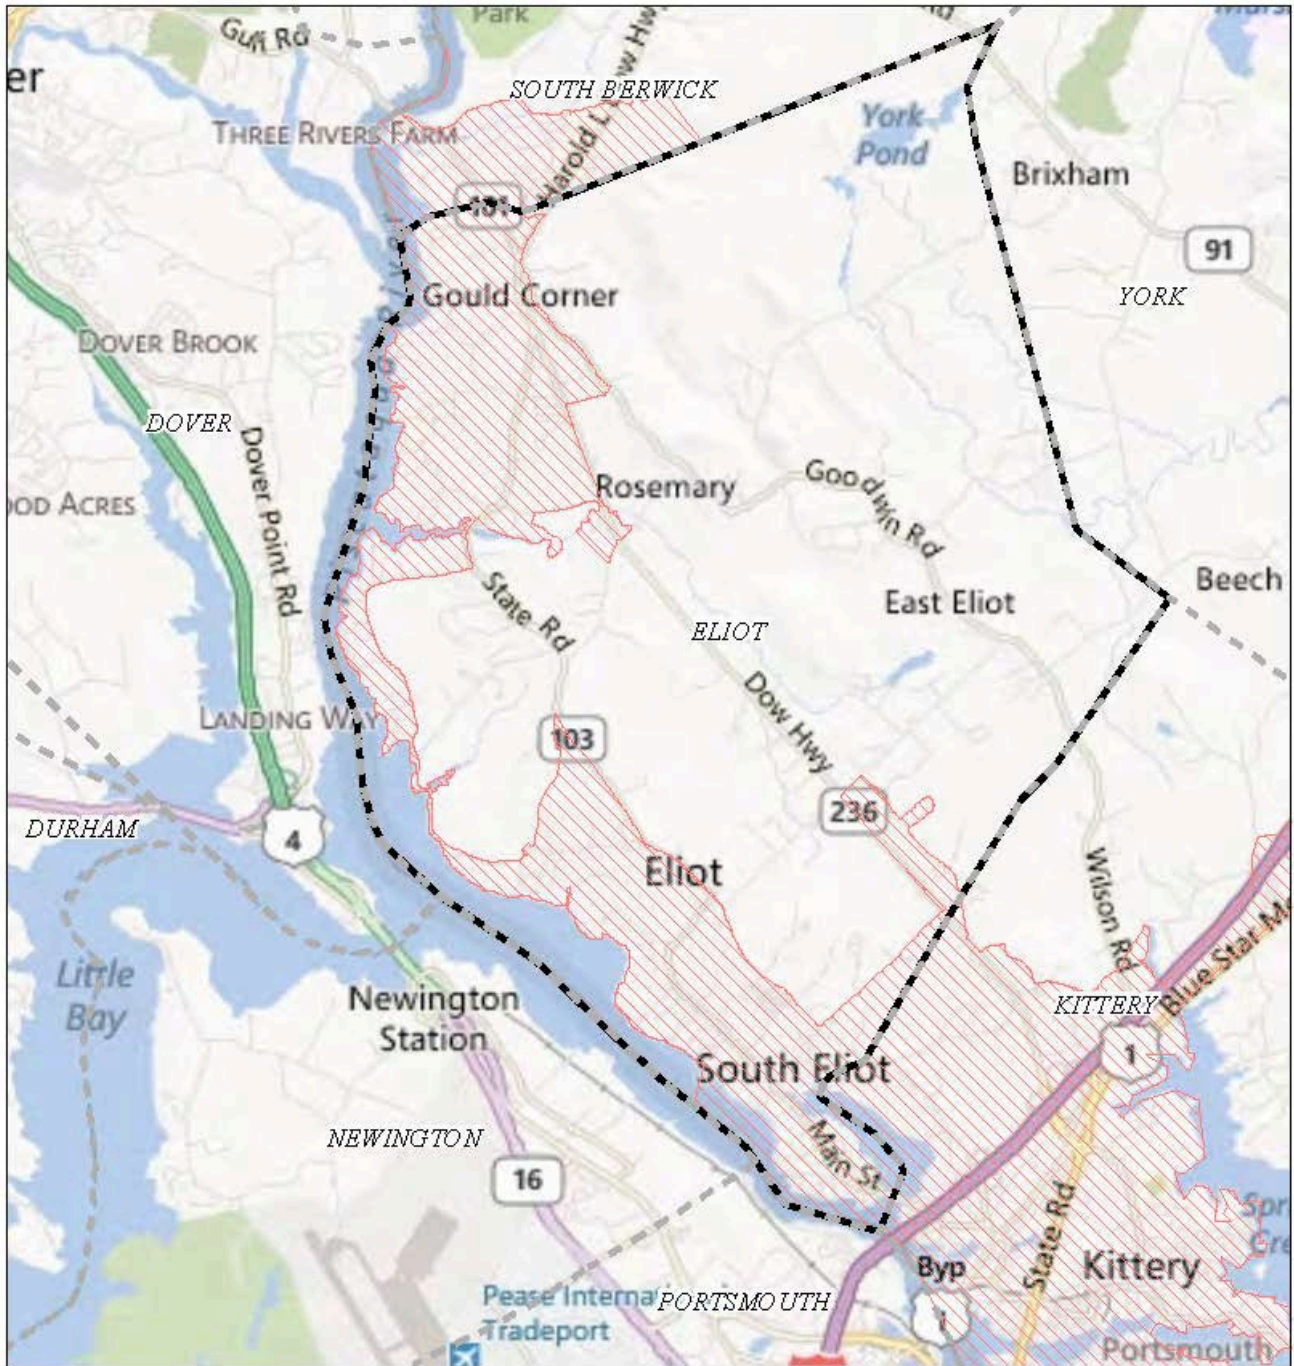 Park
Gulf Rd
er
SOUTH BERWICK
THREE RIVERS FARM
York
Pond
Brixham
101
91
Gould Corner
YORK
DOVER BROOK
DOVER
Dover Point Rd
Goodwin Rd
Rosemary
OOD ACRES
State Rd
East Eliot
Beech
ELIOT
Dow Hwy
LANDING WAY
103
236
DURHAM
4
Eliot
Wilson Rd
Little
Bay
Newington
Station
KITTERY
Blue Star
1
South Eliot
NEWINGTON
Main St
16
State Rd
Kittery
Byp
1
Pease Interna
PORTSMOUTH
Tradeport
Portsmouth